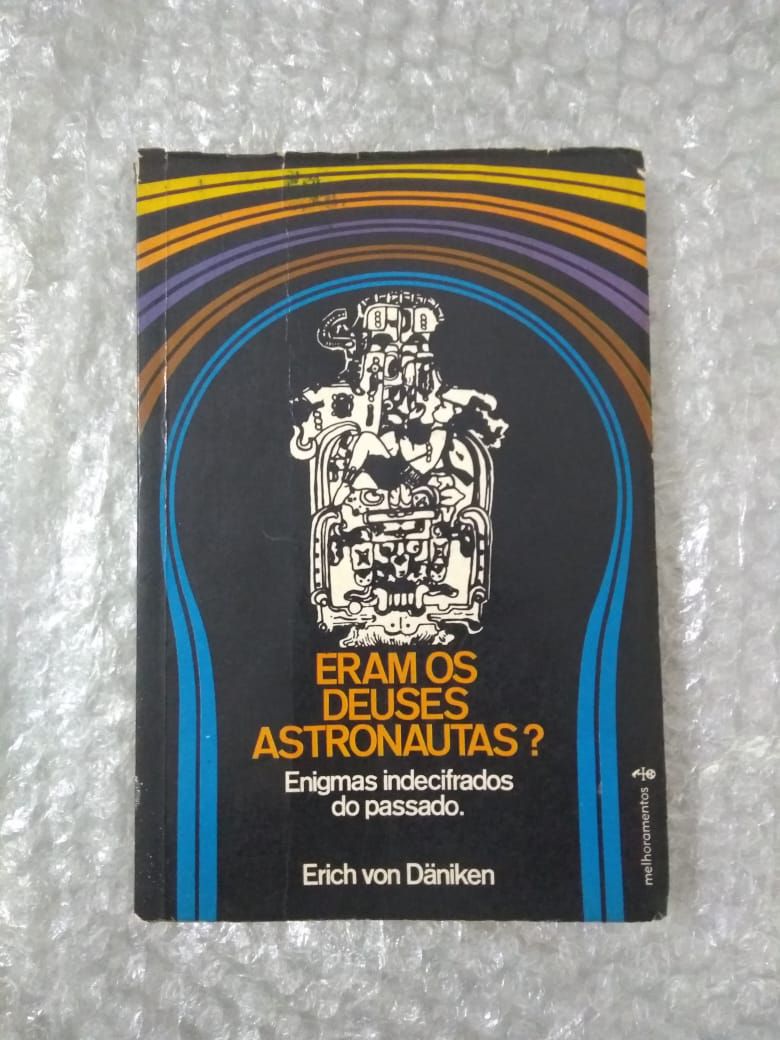 ERAM OS
DEUSES
ASTRONAUTAS?
Enigmas indecifrados
do passado.
Erich von Däniken
melhoramentos